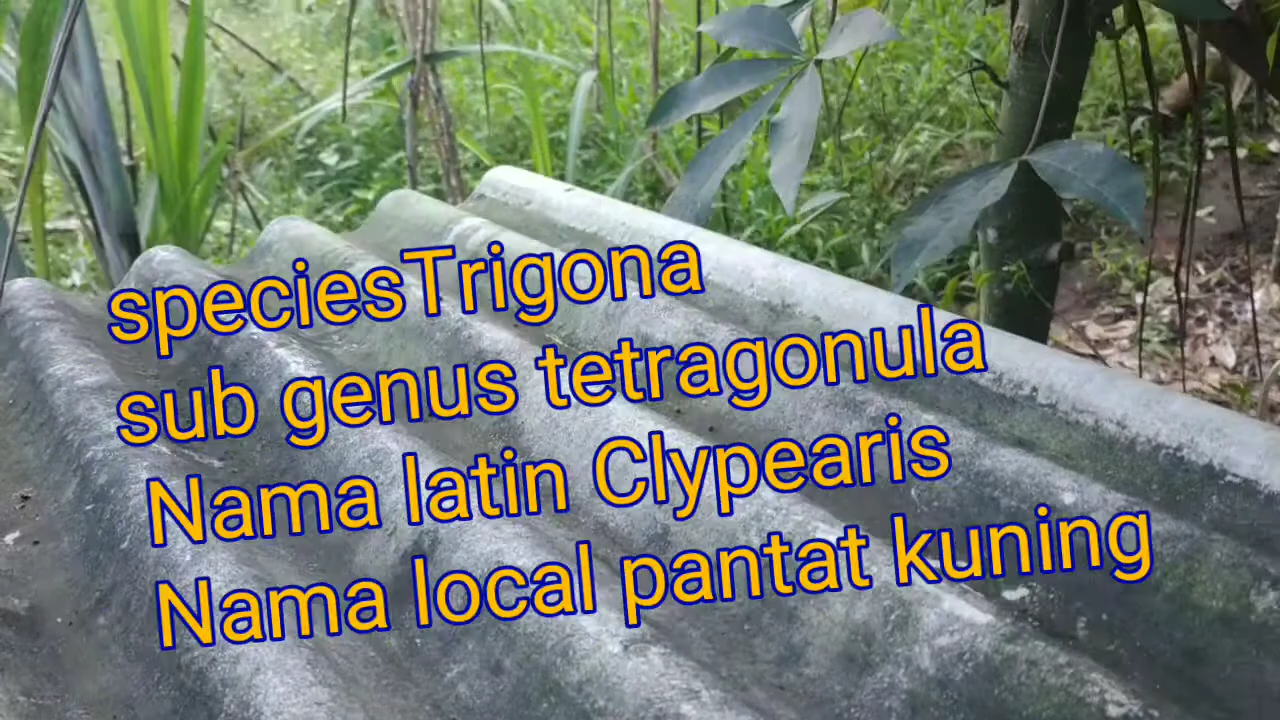 speciesTrigona
sub genus tetragonula
Nama latin Clypearis
Nama local pantat kuning